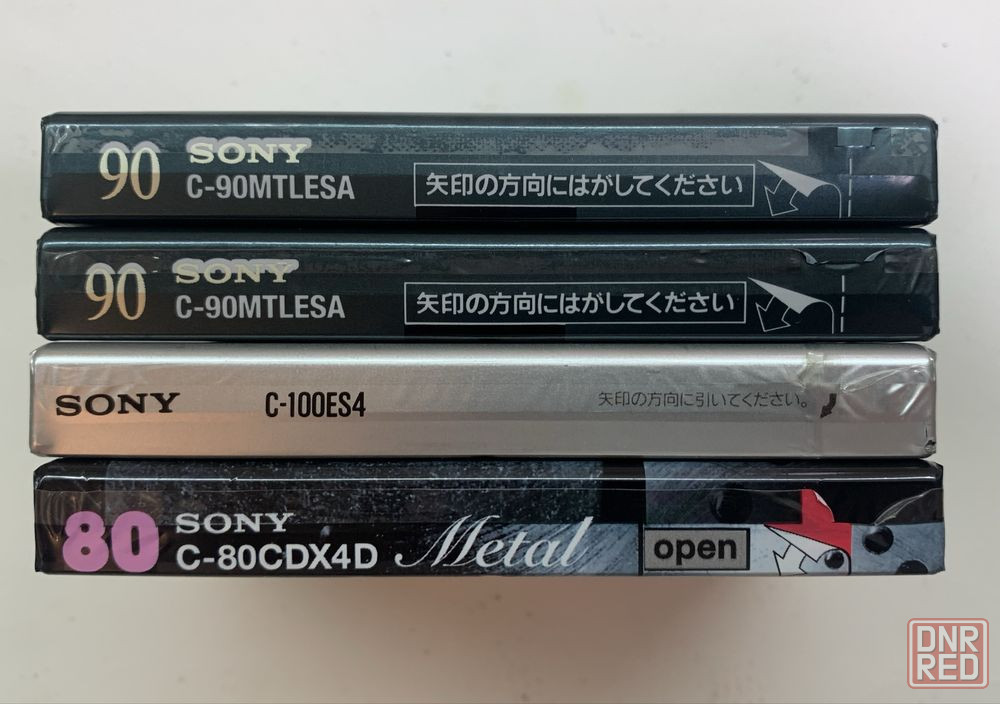 90
SONY
C-90MTLESA
矢印の方向にはがしてください
90
SONY
C-90MTLESA
矢印の方向にはがしてください
SONY
C-100ES4
矢印の方向に引いてください。
80
SONY
C-80CDX4D
Metal
open
DNR
RED